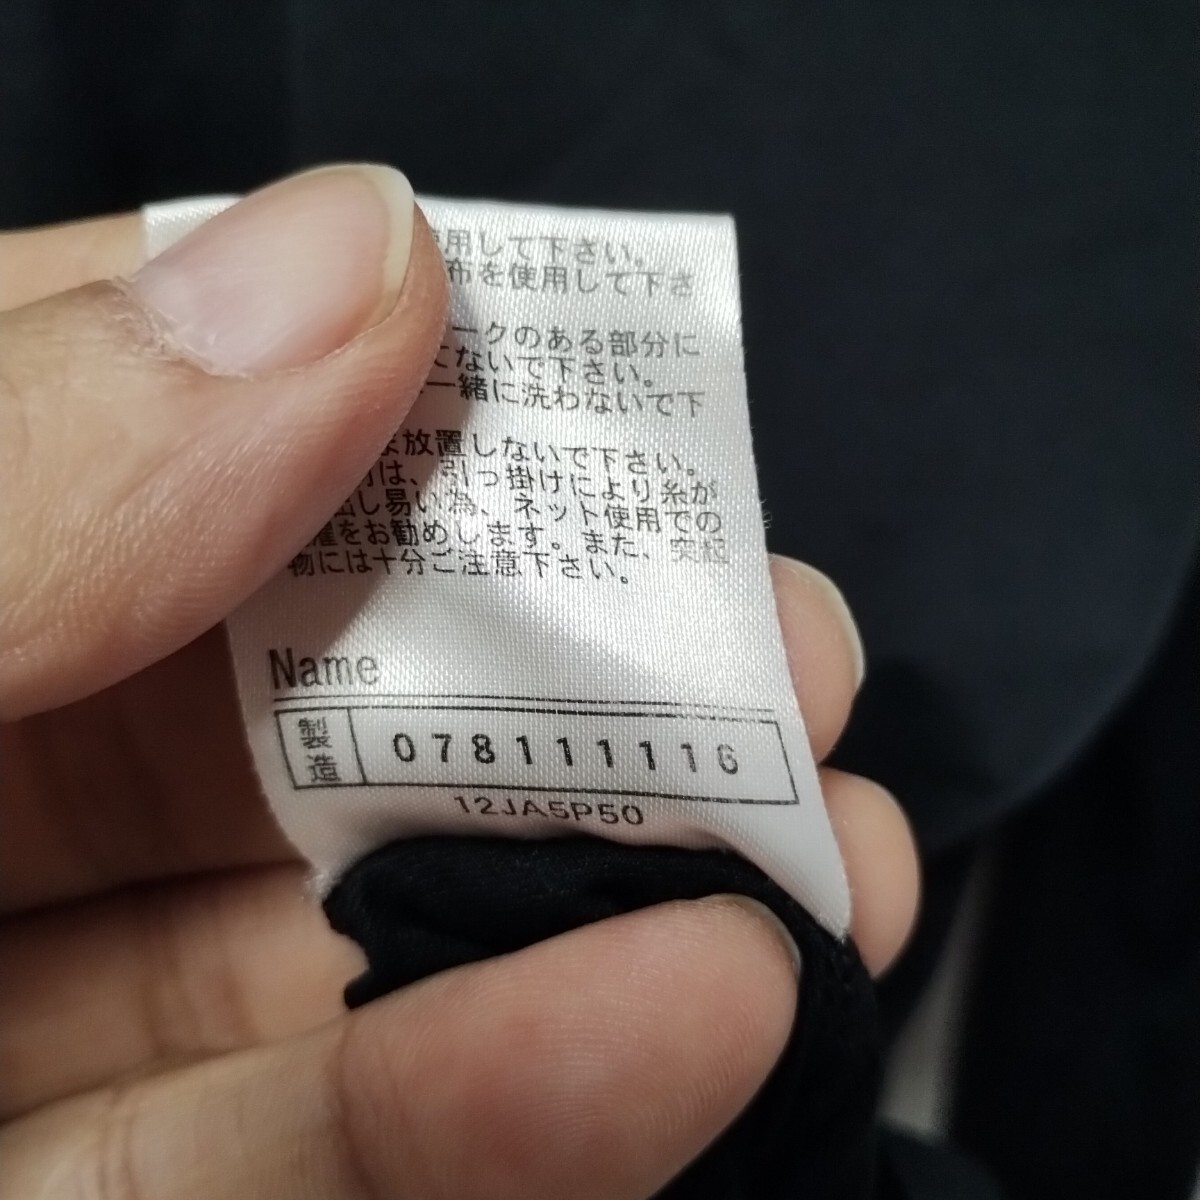 用して下さい。
布を使用して下さ
ークのある部分に
てないで下さい。
一緒に洗わないで下
ま放置しないで下さい。
は、引っ掛けにより糸が
出し易い為、ネット使用での
濯をお勧めします。また、突起
物には十分ご注意下さい。
Name
製造 078111116
12JA5P50